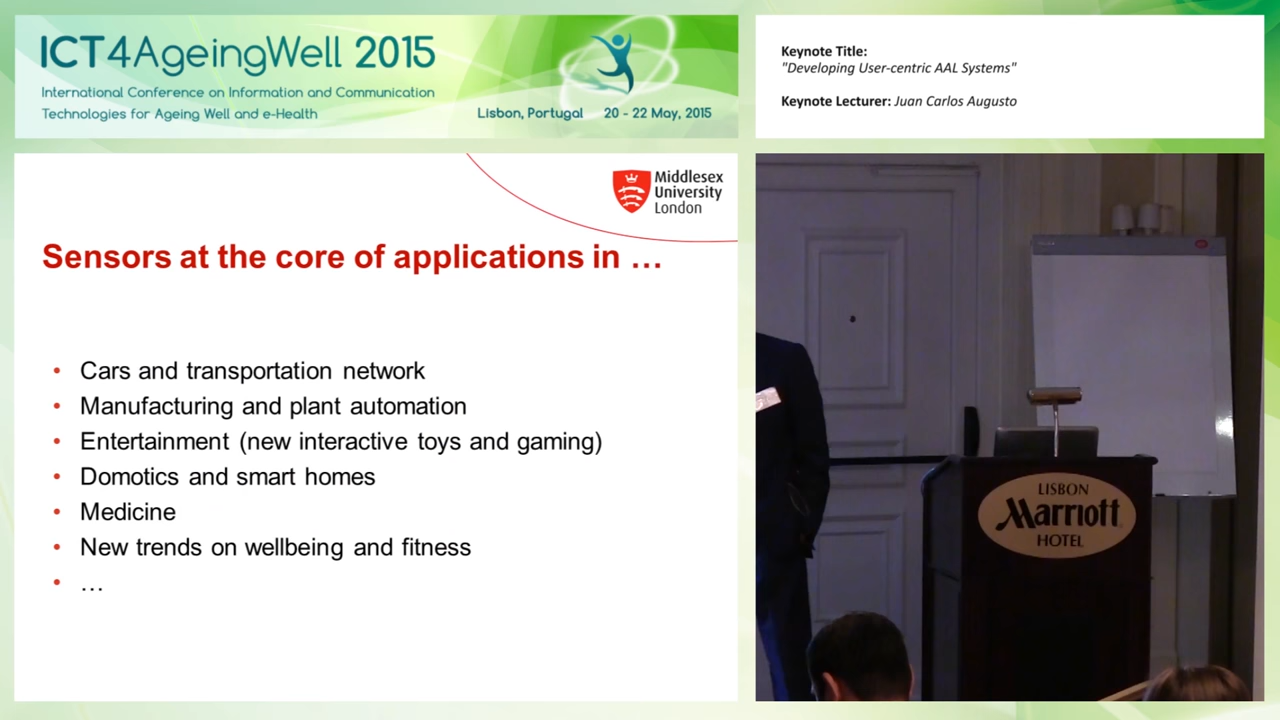 ICT4AgeingWell 2015
International Conference on Information and Communication
Technologies for Ageing Well and e-Health
Lisbon, Portugal 20 - 22 May, 2015
Keynote Title:
"Developing User-centric AAL Systems"
Keynote Lecturer: Juan Carlos Augusto
Middlesex
University
London
Sensors at the core of applications in …
• Cars and transportation network
• Manufacturing and plant automation
• Entertainment (new interactive toys and gaming)
• Domotics and smart homes
• Medicine
• New trends on wellbeing and fitness
• …
LISBON
Marriott
HOTEL